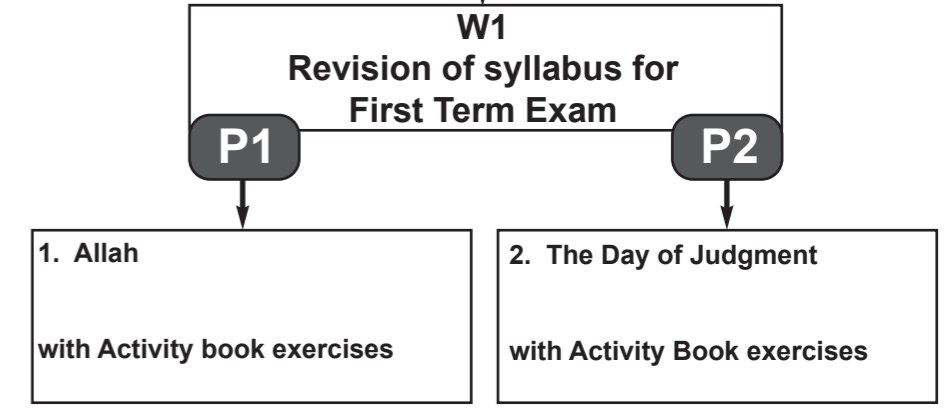 W1
Revision of syllabus for
First Term Exam
P1
P2
1. Allah
with Activity book exercises
2. The Day of Judgment
with Activity Book exercises